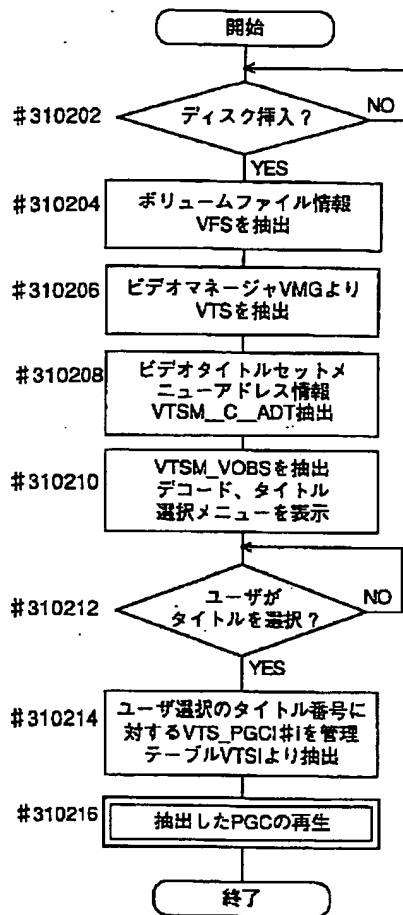 開始
#310202
ディスク挿入？
NO
YES
#310204
ボリュームファイル情報
VFSを抽出
#310206
ビデオマネージャVMGより
VTSを抽出
#310208
ビデオタイトルセットメ
ニューアドレス情報
VTSM__C__ADT抽出
#310210
VTSM_VOBSを抽出
デコード、タイトル
選択メニューを表示
#310212
ユーザが
タイトルを選択？
NO
YES
#310214
ユーザ選択のタイトル番号に
対するVTS_PGCI#Iを管理
テーブルVTSIより抽出
#310216
抽出したPGCの再生
終了